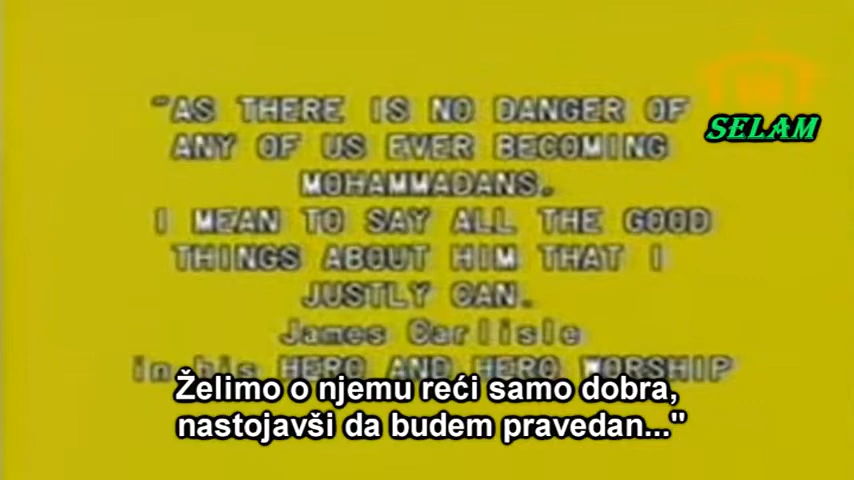 "AS THERE IS NO DANGER OF
ANY OF US EVER BECOMING
MOHAMMADANS.
I MEAN TO SAY ALL THE GOOD
THINGS ABOUT HIM THAT I
JUSTLY CAN.
James Carlisle
in his HERO AND HERO WORSHIP
Želimo o njemu reći samo dobra,
nastojavši da budem pravedan..."
SELAM